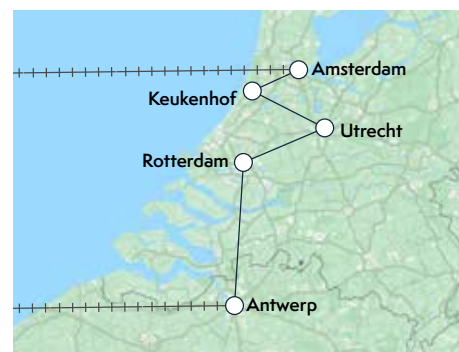 Amsterdam
Keukenhof
Utrecht
Rotterdam
Antwerp